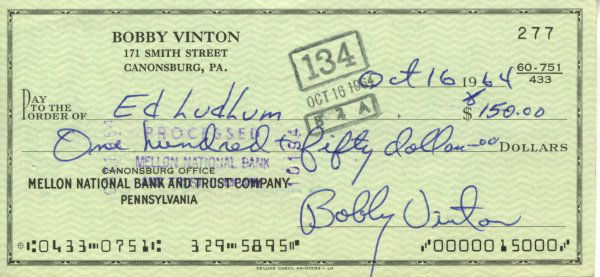 BOBBY VINTON
171 SMITH STREET
CANONSBURG, PA.
277
134
OCT 16 1964
B 2 A
Oct 16 1964
60-751
433
PAY TO THE ORDER OF Ed Ludlum $150.00
One hundred & fifty dollars 00 DOLLARS
PROCESSED
MELLON NATIONAL BANK
CANONSBURG OFFICE
MELLON NATIONAL BANK AND TRUST COMPANY
PENNSYLVANIA
Bobby Vinton
⑆0433⑉0751⑆ 329⑉5895⑈ ⑈0000015000⑈
DELUXE CHECK PRINTERS - LH